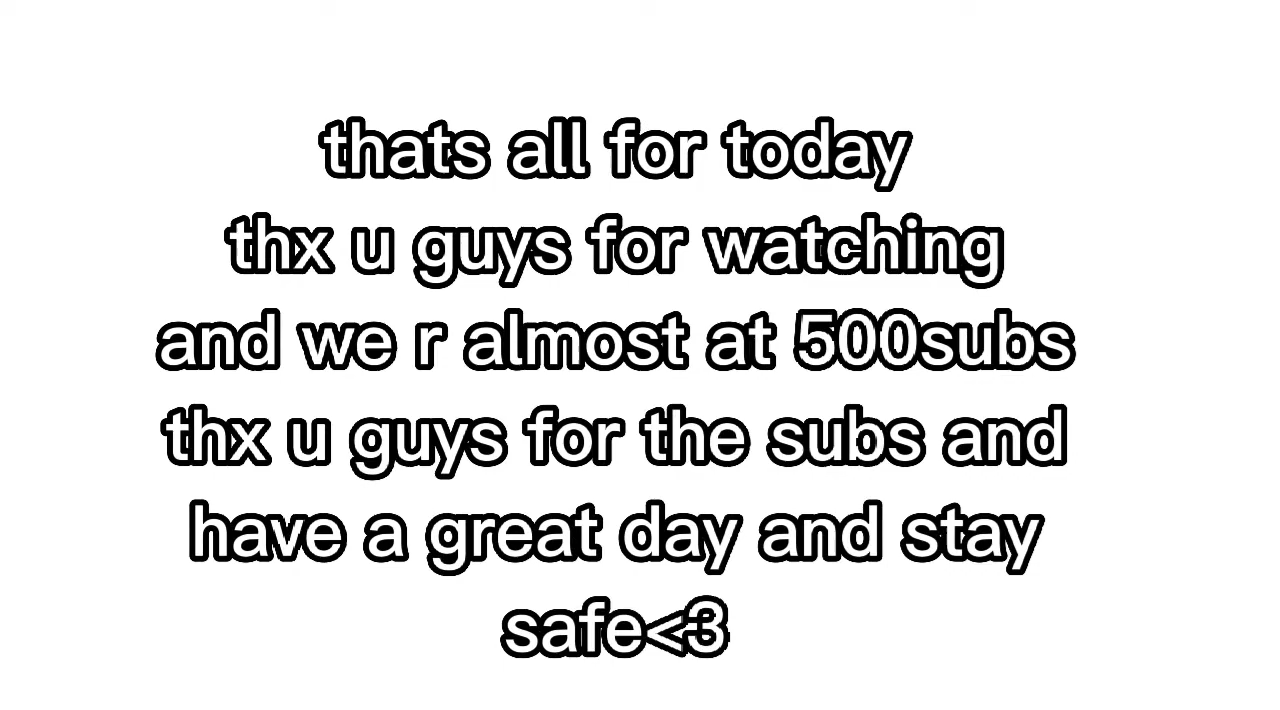 thats all for today
thx u guys for watching
and we r almost at 500subs
thx u guys for the subs and
have a great day and stay
safe<3